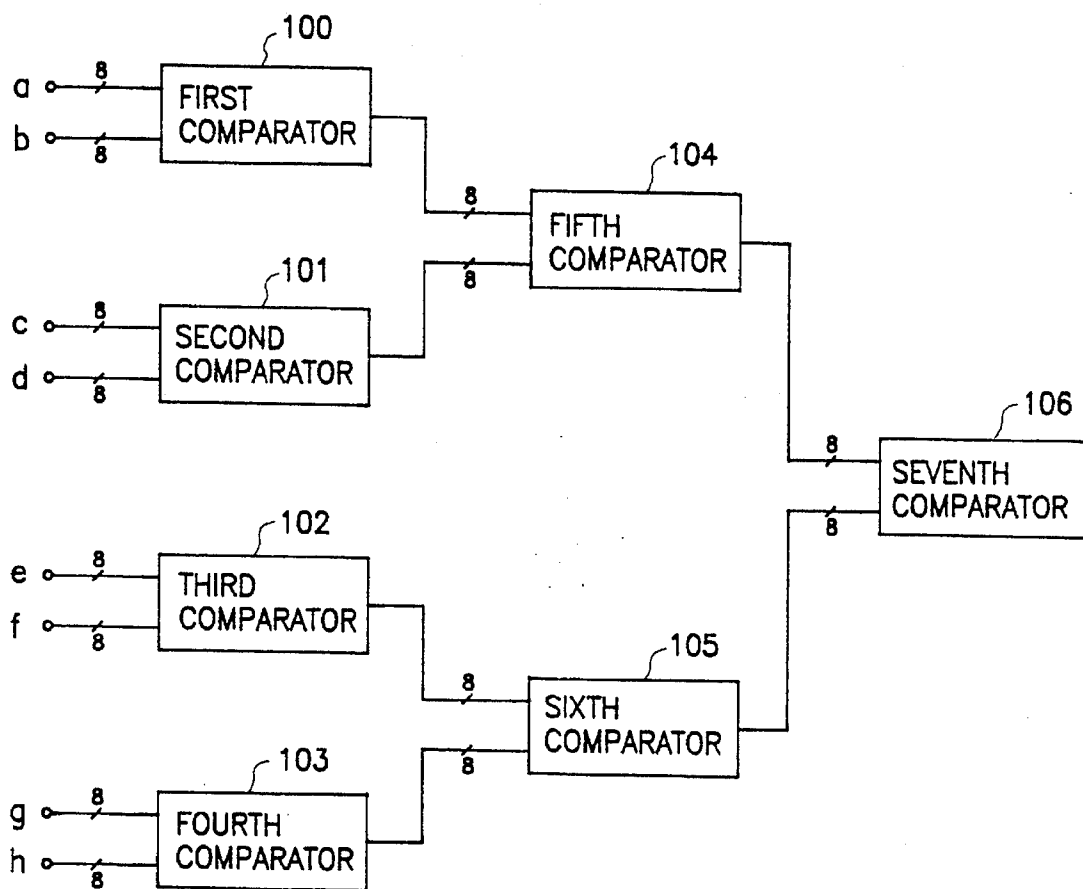 100
a
8
FIRST
COMPARATOR
b
8
104
8
FIFTH
COMPARATOR
8
101
c
8
SECOND
COMPARATOR
d
8
106
8
SEVENTH
COMPARATOR
8
102
e
8
THIRD
COMPARATOR
f
8
105
8
SIXTH
COMPARATOR
8
103
g
8
FOURTH
COMPARATOR
h
8